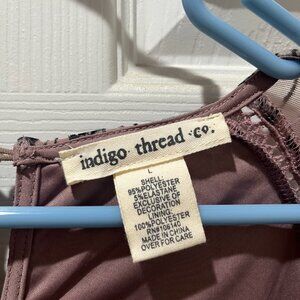 indigo thread co.
L
SHELL:
95%POLYESTER
5%ELASTANE
EXCLUSIVE OF
DECORATION
LINING:
100%POLYESTER
RN#108140
MADE IN CHINA
OVER FOR CARE